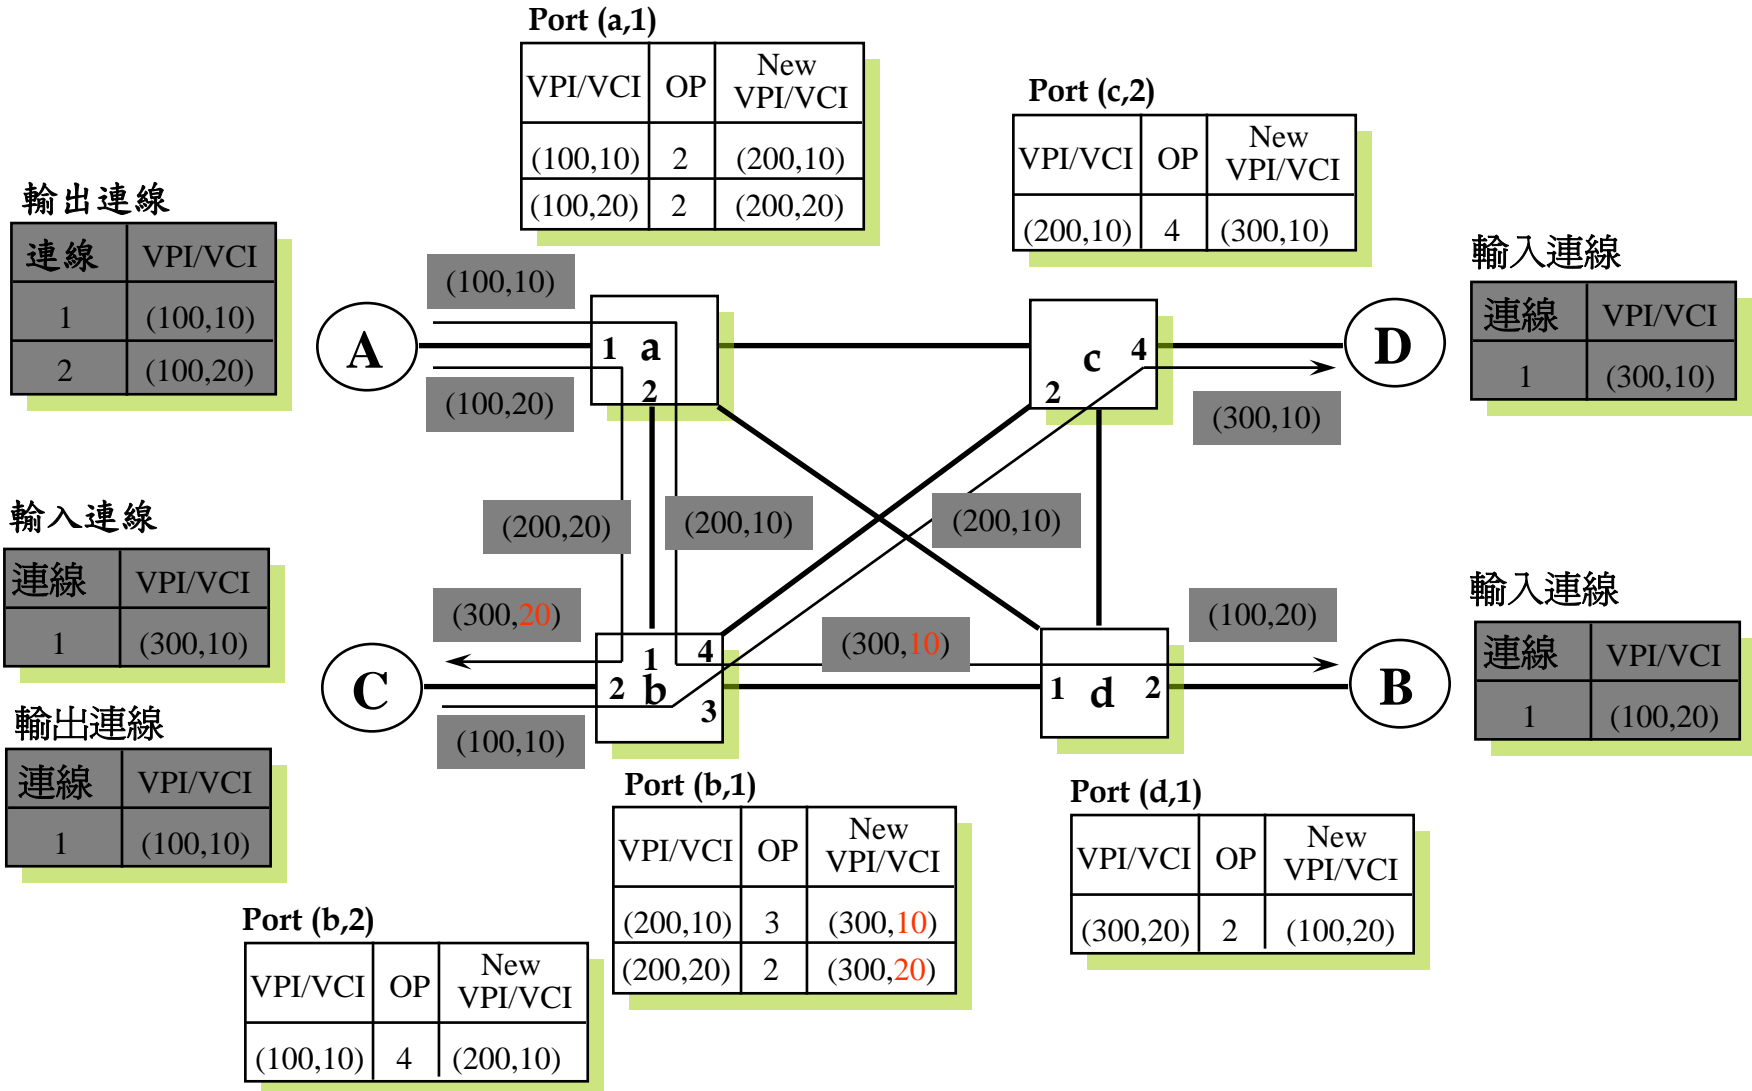 Port (a,1)
VPI/VCI OP New VPI/VCI
(100,10) 2 (200,10)
(100,20) 2 (200,20)
Port (c,2)
VPI/VCI OP New VPI/VCI
(200,10) 4 (300,10)
輸出連線
連線 VPI/VCI
1 (100,10)
2 (100,20)
輸入連線
連線 VPI/VCI
1 (300,10)
(100,10)
A
1 a
2
(100,20)
c 4
2
D
(300,10)
輸入連線
連線 VPI/VCI
1 (300,10)
(200,20)
(200,10)
(200,10)
輸入連線
連線 VPI/VCI
1 (100,20)
(300,20)
(300,10)
(100,20)
C
1 4
2 b
3
1 d 2
B
(100,10)
輸出連線
連線 VPI/VCI
1 (100,10)
Port (b,1)
VPI/VCI OP New VPI/VCI
(200,10) 3 (300,10)
(200,20) 2 (300,20)
Port (d,1)
VPI/VCI OP New VPI/VCI
(300,20) 2 (100,20)
Port (b,2)
VPI/VCI OP New VPI/VCI
(100,10) 4 (200,10)